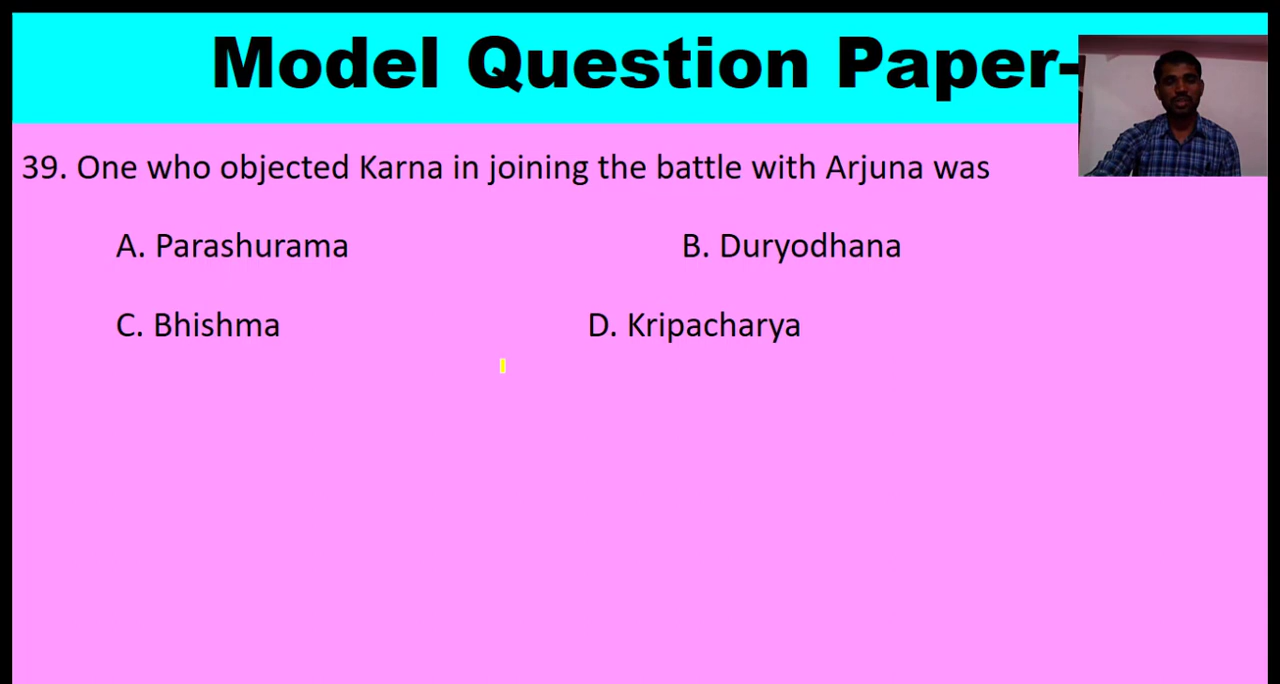 Model Question Paper-
39. One who objected Karna in joining the battle with Arjuna was
A. Parashurama B. Duryodhana
C. Bhishma D. Kripacharya